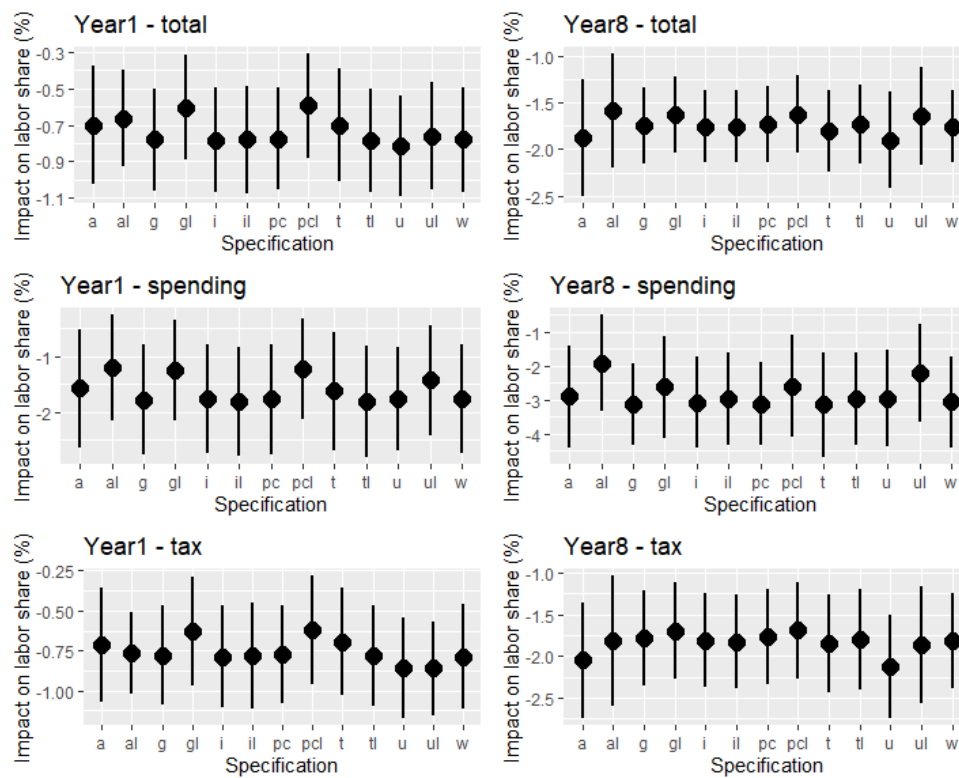 Year1 - total
Impact on labor share (%)
-0.3
-0.5
-0.7
-0.9
-1.1
a al g gl i il pc pcl t tl u ul w
Specification
Year8 - total
Impact on labor share (%)
-1.0
-1.5
-2.0
-2.5
a al g gl i il pc pcl t tl u ul w
Specification
Year1 - spending
Impact on labor share (%)
-1
-2
a al g gl i il pc pcl t tl u ul w
Specification
Year8 - spending
Impact on labor share (%)
-1
-2
-3
-4
a al g gl i il pc pcl t tl u ul w
Specification
Year1 - tax
Impact on labor share (%)
-0.25
-0.50
-0.75
-1.00
a al g gl i il pc pcl t tl u ul w
Specification
Year8 - tax
Impact on labor share (%)
-1.0
-1.5
-2.0
-2.5
a al g gl i il pc pcl t tl u ul w
Specification